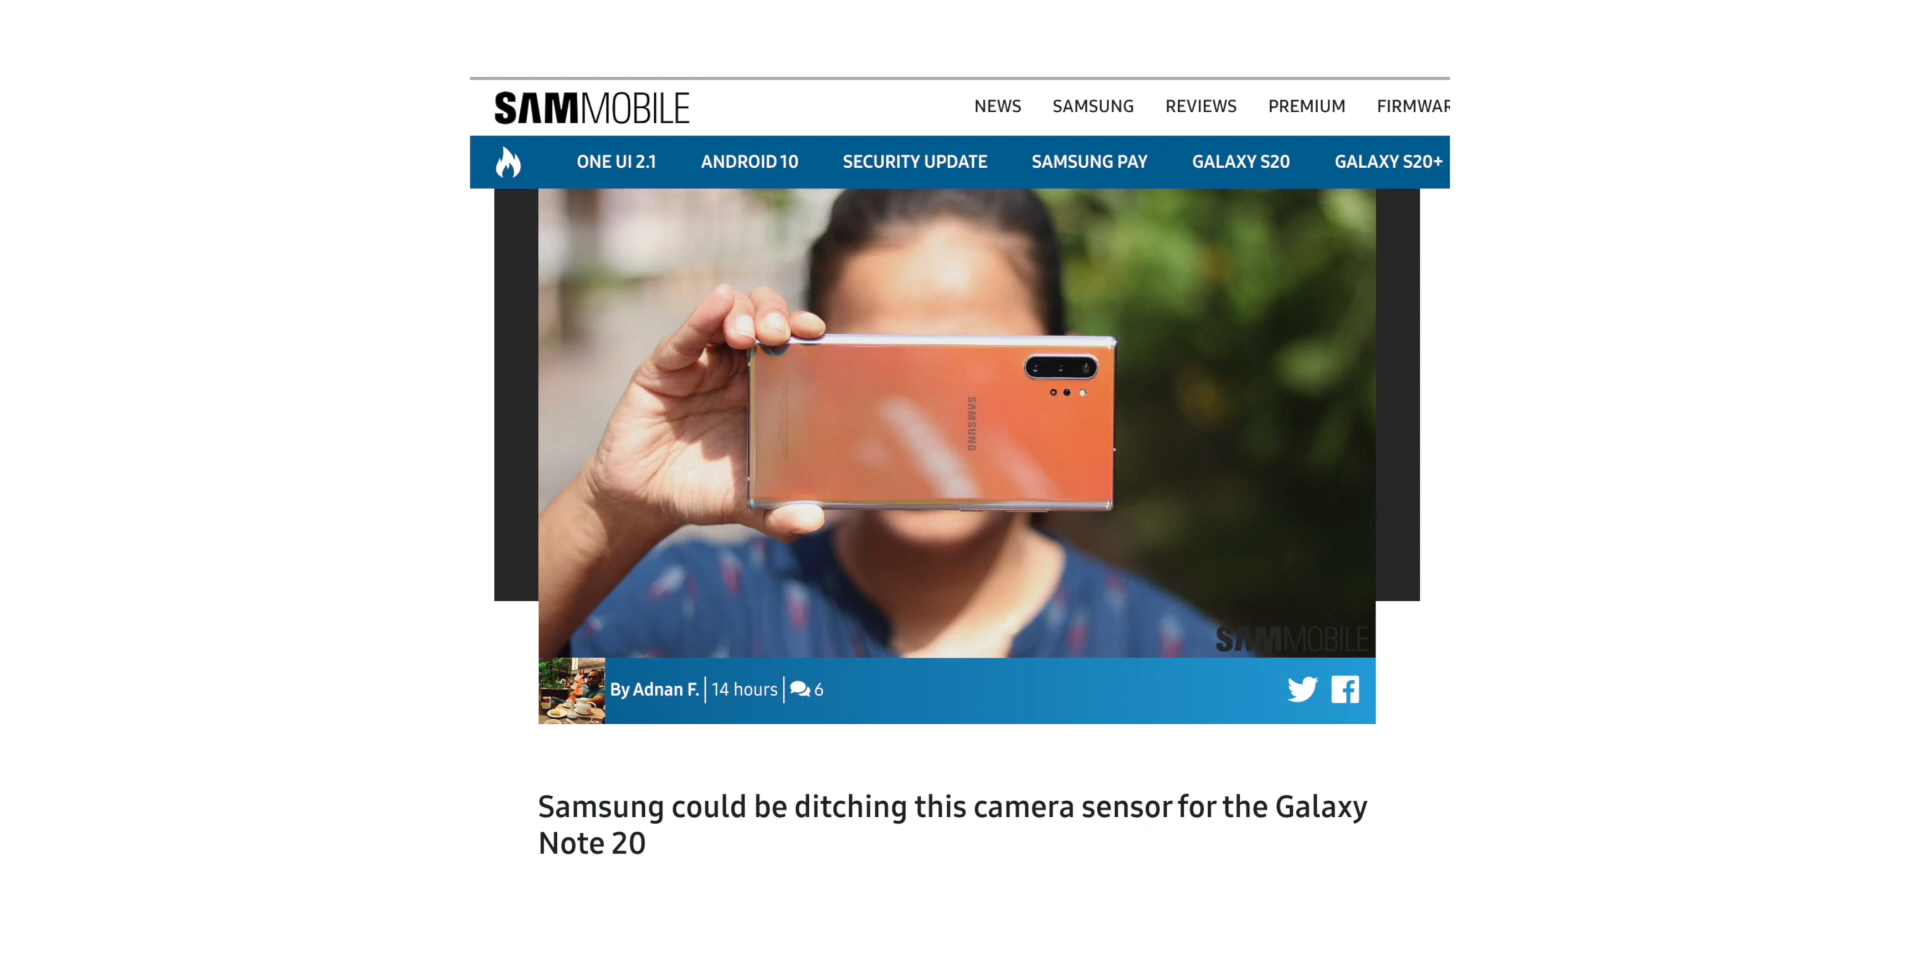 SAMMOBILE
NEWS SAMSUNG REVIEWS PREMIUM FIRMWAR
ONE UI 2.1 ANDROID 10 SECURITY UPDATE SAMSUNG PAY GALAXY S20 GALAXY S20+
SAMSUNG
SAMMOBILE
By Adnan F. 14 hours 6
Samsung could be ditching this camera sensor for the Galaxy
Note 20